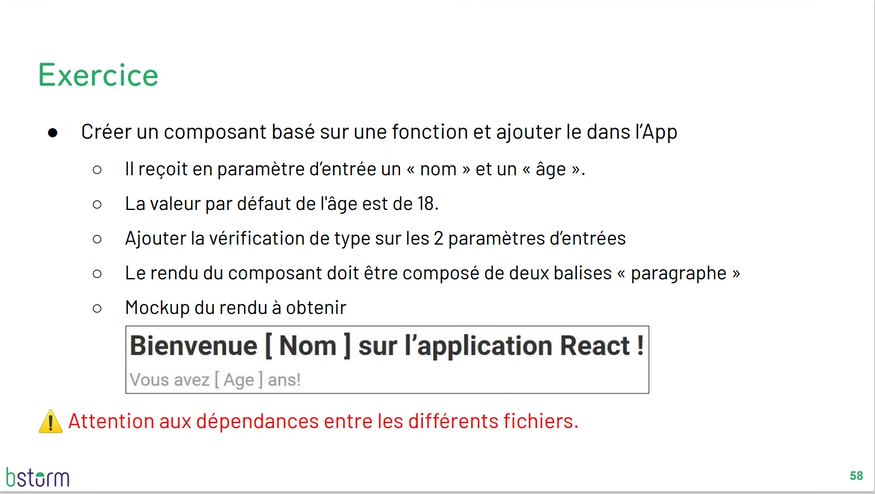 Exercice
● Créer un composant basé sur une fonction et ajouter le dans l’App
○ Il reçoit en paramètre d’entrée un « nom » et un « âge ».
○ La valeur par défaut de l'âge est de 18.
○ Ajouter la vérification de type sur les 2 paramètres d’entrées
○ Le rendu du composant doit être composé de deux balises « paragraphe »
○ Mockup du rendu à obtenir
Bienvenue [ Nom ] sur l’application React !
Vous avez [ Age ] ans!
⚠️ Attention aux dépendances entre les différents fichiers.
bstorm
58